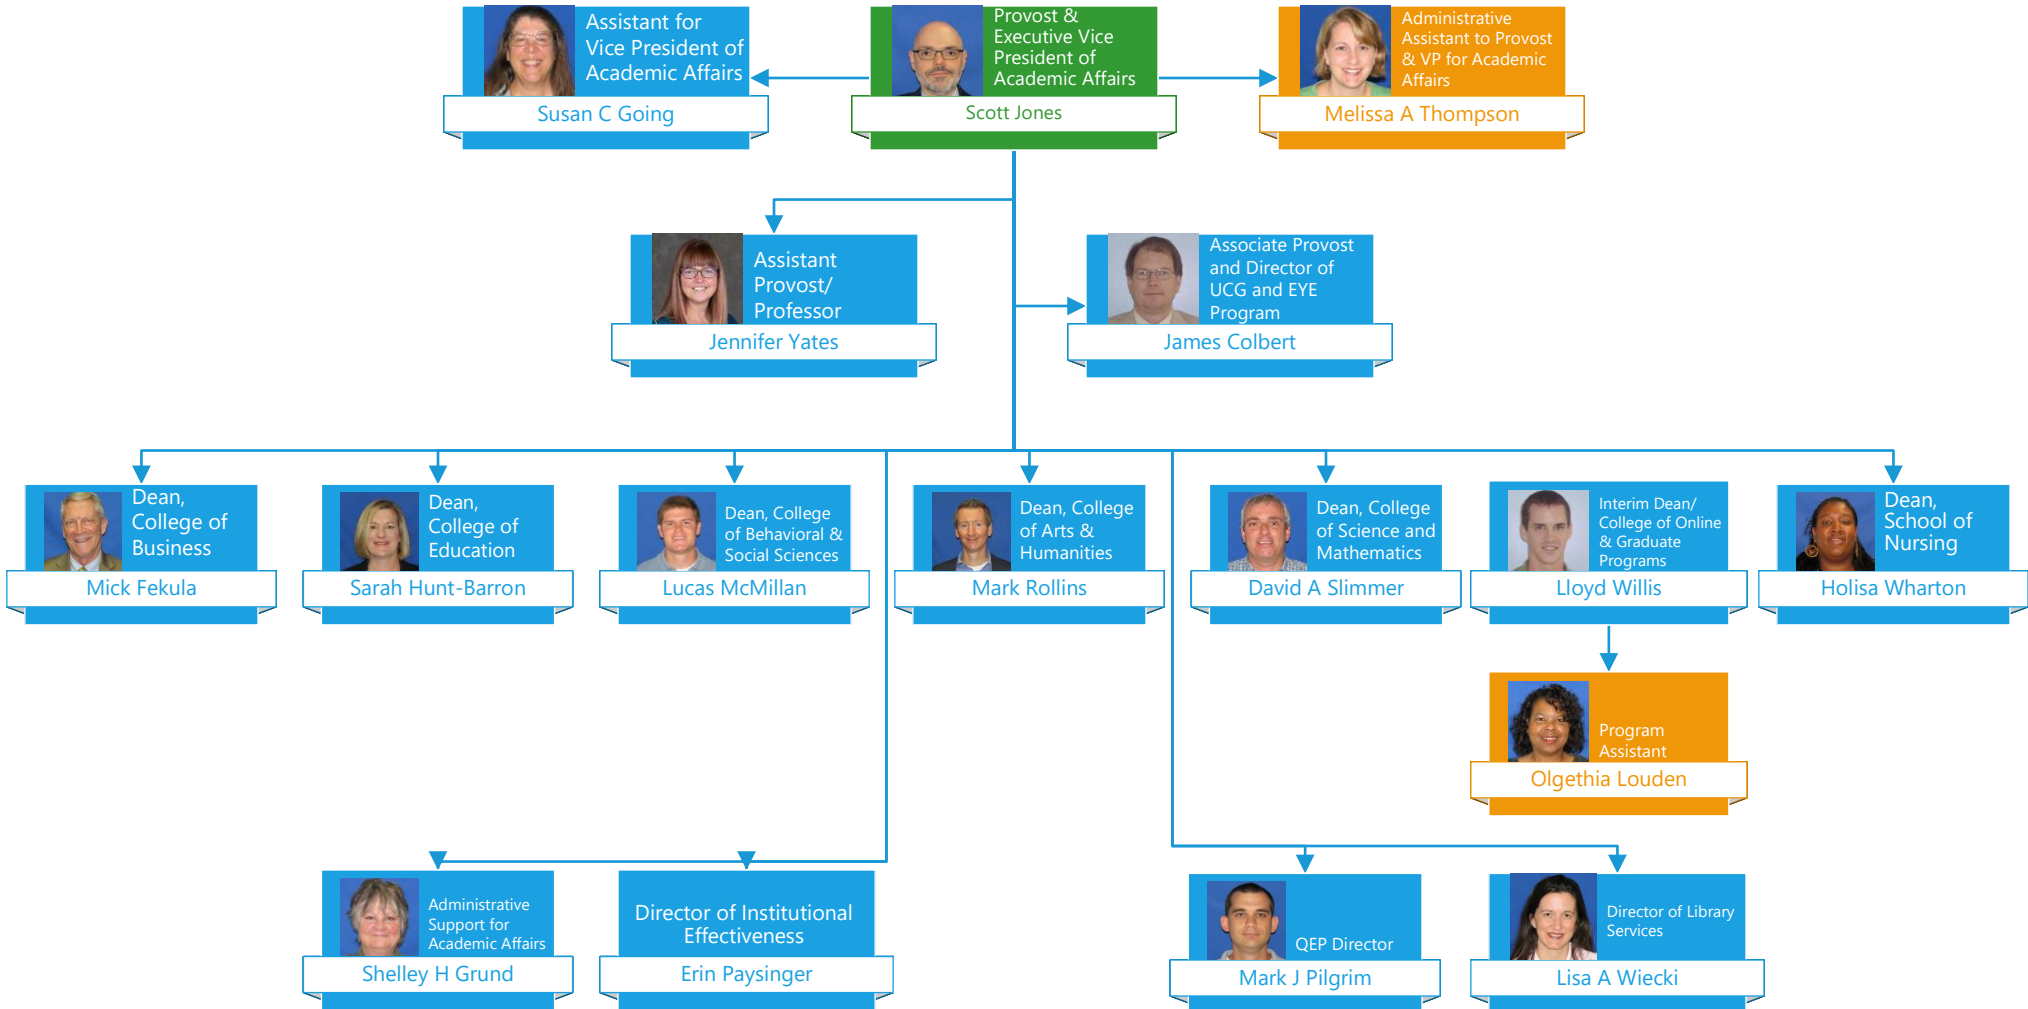 Assistant for
Vice President of
Academic Affairs
Susan C Going
Provost &
Executive Vice
President of
Academic Affairs
Scott Jones
Administrative
Assistant to Provost
& VP for Academic
Affairs
Melissa A Thompson
Assistant
Provost/
Professor
Jennifer Yates
Associate Provost
and Director of
UCG and EYE
Program
James Colbert
Dean,
College of
Business
Mick Fekula
Dean,
College of
Education
Sarah Hunt-Barron
Dean, College
of Behavioral &
Social Sciences
Lucas McMillan
Dean, College
of Arts &
Humanities
Mark Rollins
Dean, College
of Science and
Mathematics
David A Slimmer
Interim Dean/
College of Online
& Graduate
Programs
Lloyd Willis
Dean,
School of
Nursing
Holisa Wharton
Program
Assistant
Olgethia Louden
Administrative
Support for
Academic Affairs
Shelley H Grund
Director of Institutional
Effectiveness
Erin Paysinger
QEP Director
Mark J Pilgrim
Director of Library
Services
Lisa A Wiecki